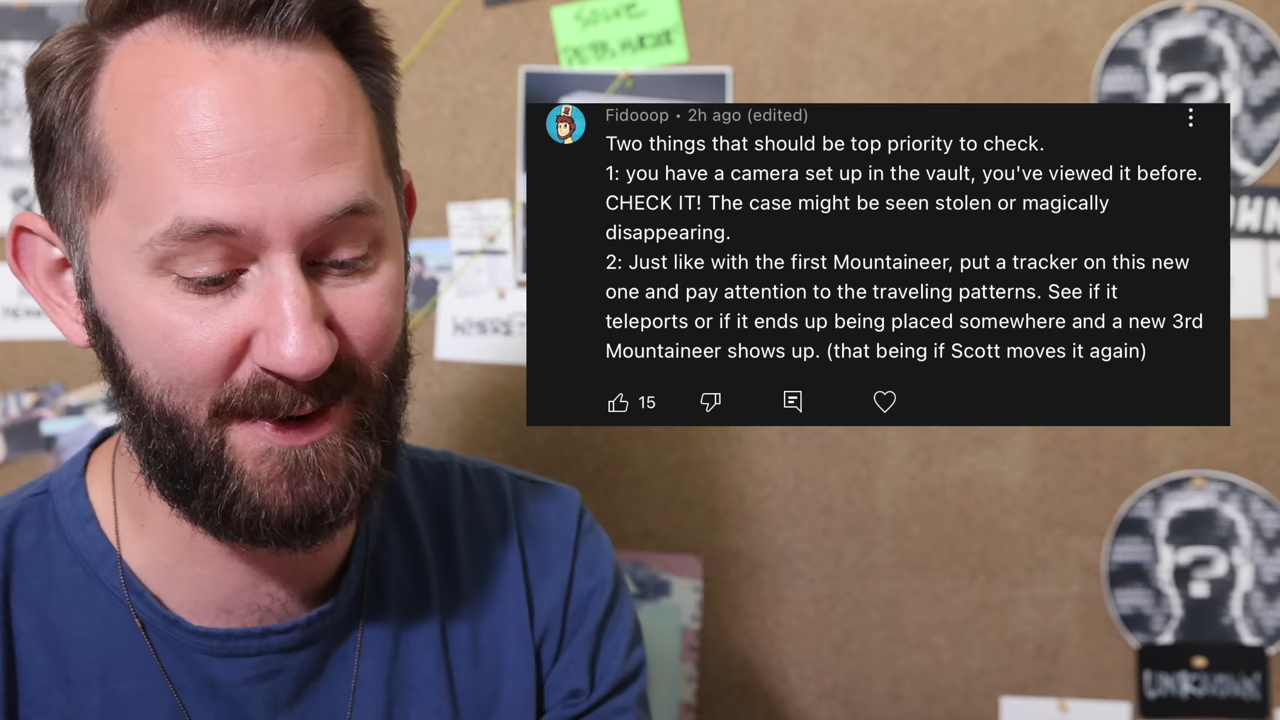 SOLVE
Fidooop • 2h ago (edited)
Two things that should be top priority to check.
1: you have a camera set up in the vault, you've viewed it before.
CHECK IT! The case might be seen stolen or magically
disappearing.
2: Just like with the first Mountaineer, put a tracker on this new
one and pay attention to the traveling patterns. See if it
teleports or if it ends up being placed somewhere and a new 3rd
Mountaineer shows up. (that being if Scott moves it again)
15
?
?
UNKNOWN